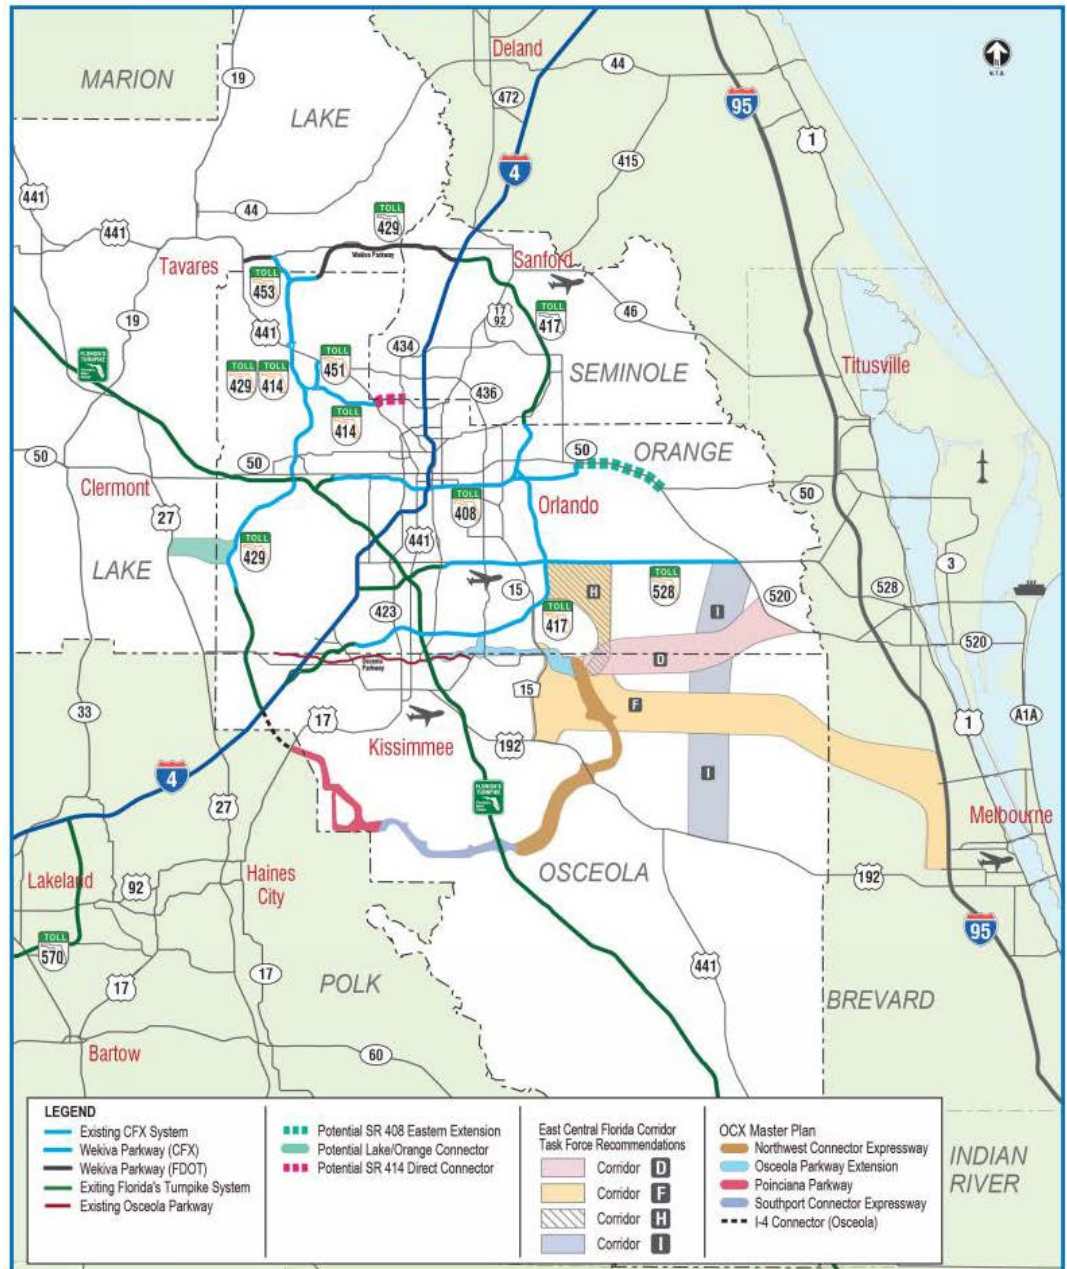 Deland
44
MARION
19
LAKE
472
95
N.T.S.
1
4
415
441
44
TOLL
429
441
Wekiva Parkway
Tavares
Sanford
TOLL
453
19
441
17
92
TOLL
417
46
434
FLORIDA'S
TURNPIKE
TOLL
451
SEMINOLE
Titusville
TOLL
429
TOLL
414
436
TOLL
414
50
50
50
ORANGE
Clermont
50
TOLL
408
Orlando
27
441
TOLL
429
LAKE
3
15
H
TOLL
528
528
I
520
423
TOLL
417
520
Osceola
Parkway
D
15
F
33
17
1
A1A
Kissimmee
192
4
I
27
FLORIDA'S
TURNPIKE
Melbourne
Lakeland
92
Haines
City
OSCEOLA
192
95
TOLL
570
17
17
POLK
441
BREVARD
Bartow
60
LEGEND
Existing CFX System
Wekiva Parkway (CFX)
Wekiva Parkway (FDOT)
Exiting Florida's Turnpike System
Existing Osceola Parkway
Potential SR 408 Eastern Extension
Potential Lake/Orange Connector
Potential SR 414 Direct Connector
East Central Florida Corridor
Task Force Recommendations
Corridor D
Corridor F
Corridor H
Corridor I
OCX Master Plan
Northwest Connector Expressway
Osceola Parkway Extension
Poinciana Parkway
Southport Connector Expressway
I-4 Connector (Osceola)
INDIAN
RIVER